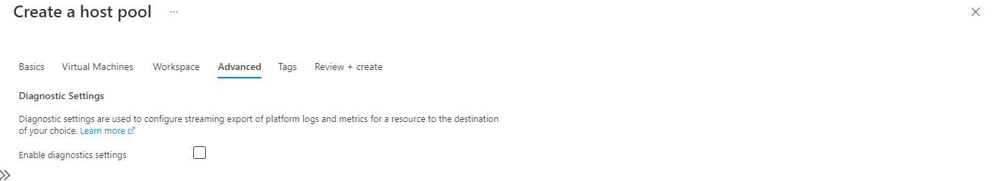 Create a host pool ...
Basics Virtual Machines Workspace Advanced Tags Review + create
Diagnostic Settings
Diagnostic settings are used to configure streaming export of platform logs and metrics for a resource to the destination
of your choice. Learn more
Enable diagnostics settings